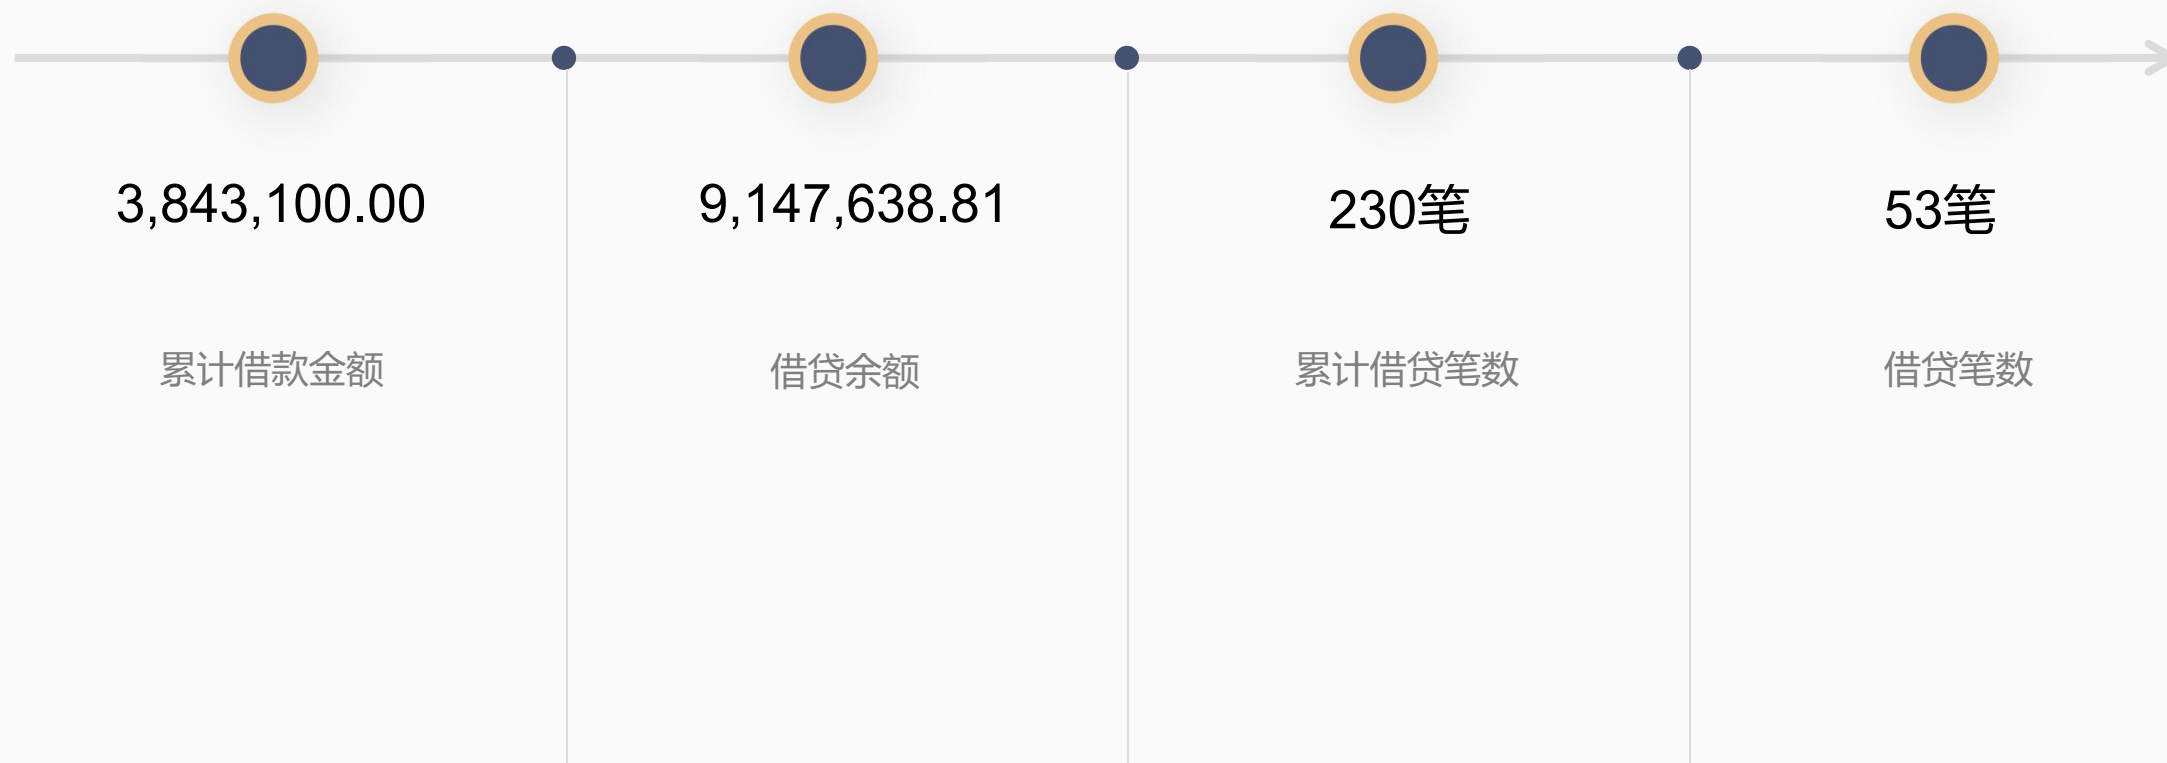 3,843,100.00
9,147,638.81
230笔
53笔
累计借款金额
借贷余额
累计借贷笔数
借贷笔数